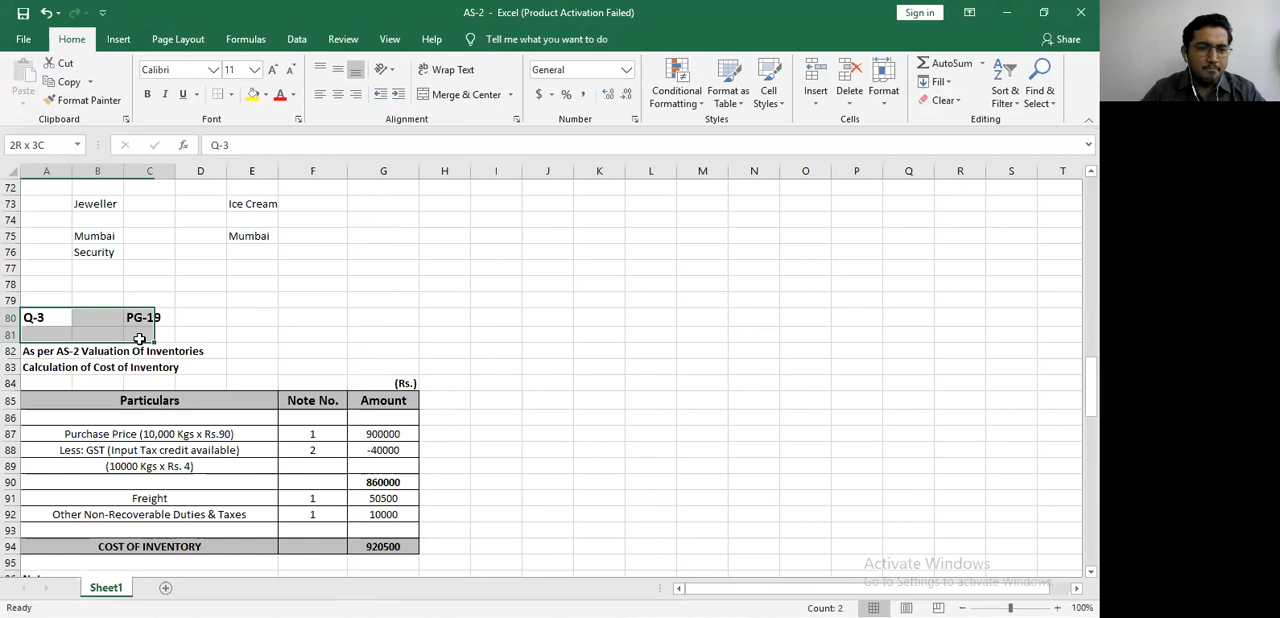 AS-2 - Excel (Product Activation Failed)
Sign in
File Home Insert Page Layout Formulas Data Review View Help Tell me what you want to do Share
Paste
Cut
Copy
Format Painter
Clipboard
Calibri 11
B I U
Font
Wrap Text
Merge & Center
Alignment
General
$ % ,
Number
Conditional Formatting
Format as Table
Cell Styles
Styles
Insert
Delete
Format
Cells
AutoSum
Fill
Clear
Sort & Filter
Find & Select
Editing
2R x 3C fx Q-3
A B C D E F G H I J K L M N O P Q R S T
72
73 Jeweller Ice Cream
74
75 Mumbai Mumbai
76 Security
77
78
79
80 Q-3 PG-19
81
82 As per AS-2 Valuation Of Inventories
83 Calculation of Cost of Inventory
84 (Rs.)
85 Particulars Note No. Amount
86
87 Purchase Price (10,000 Kgs x Rs.90) 1 900000
88 Less: GST (Input Tax credit available) 2 -40000
89 (10000 Kgs x Rs. 4)
90 860000
91 Freight 1 50500
92 Other Non-Recoverable Duties & Taxes 1 10000
93
94 COST OF INVENTORY 920500
95
Activate Windows
Go to Settings to activate Windows.
Sheet1
Ready Count: 2 100%